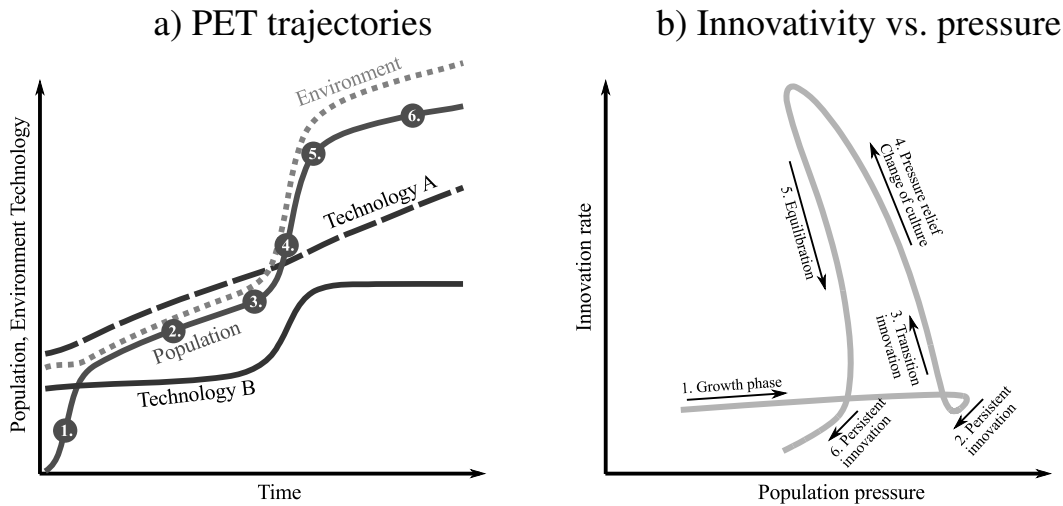 a) PET trajectories
Population, Environment Technology
Environment
Technology A
Population
Technology B
1.
2.
3.
4.
5.
6.
Time
b) Innovativity vs. pressure
Innovation rate
4. Pressure relief
Change of culture
5. Equilibration
3. Transition
innovation
1. Growth phase
2. Persistent
innovation
6. Persistent
innovation
Population pressure